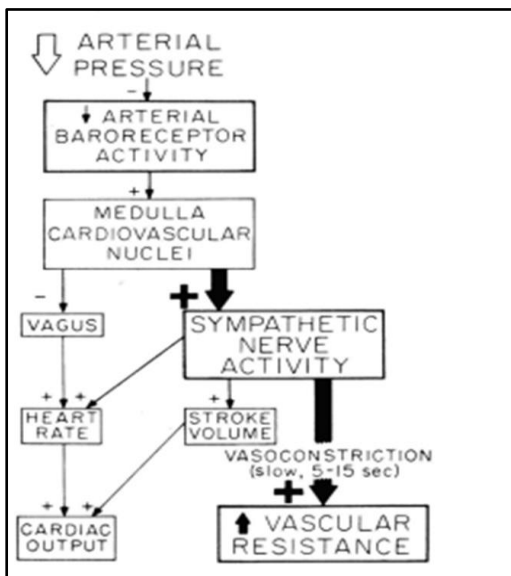 ARTERIAL
PRESSURE
−
↓ ARTERIAL
BARORECEPTOR
ACTIVITY
+
MEDULLA
CARDIOVASCULAR
NUCLEI
− +
VAGUS
SYMPATHETIC
NERVE
ACTIVITY
+ + +
HEART
RATE
STROKE
VOLUME
VASOCONSTRICTION
(slow, 5-15 sec)
+
+ +
CARDIAC
OUTPUT
↑ VASCULAR
RESISTANCE